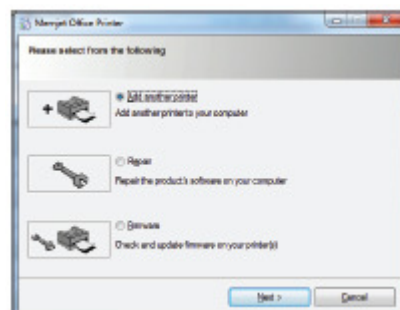 Memjet Office Printer
Please select from the following
Add another printer
Add another printer to your computer
Repair
Repair the product's software on your computer
Firmware
Check and update firmware on your printer(s)
Next >
Cancel